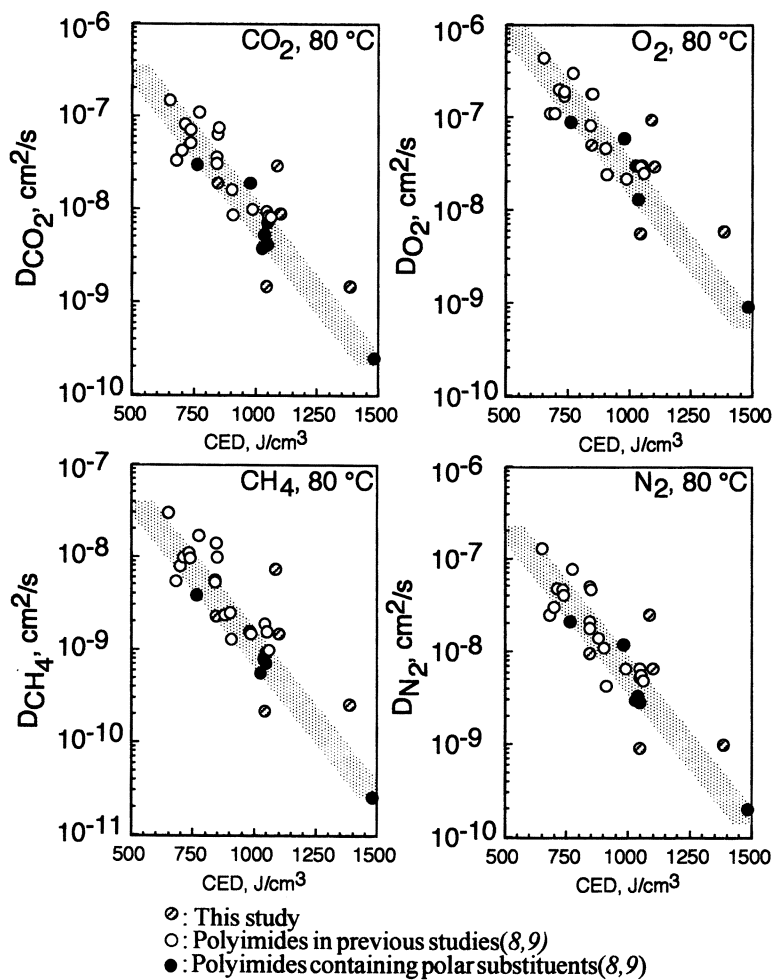 CO2, 80 °C
10-6
10-7
10-8
10-9
10-10
DCO2, cm2/s
500 750 1000 1250 1500
CED, J/cm3
O2, 80 °C
10-6
10-7
10-8
10-9
10-10
DO2, cm2/s
500 750 1000 1250 1500
CED, J/cm3
CH4, 80 °C
10-7
10-8
10-9
10-10
10-11
DCH4, cm2/s
500 750 1000 1250 1500
CED, J/cm3
N2, 80 °C
10-6
10-7
10-8
10-9
10-10
DN2, cm2/s
500 750 1000 1250 1500
CED, J/cm3
: This study
: Polyimides in previous studies(8,9)
: Polyimides containing polar substituents(8,9)